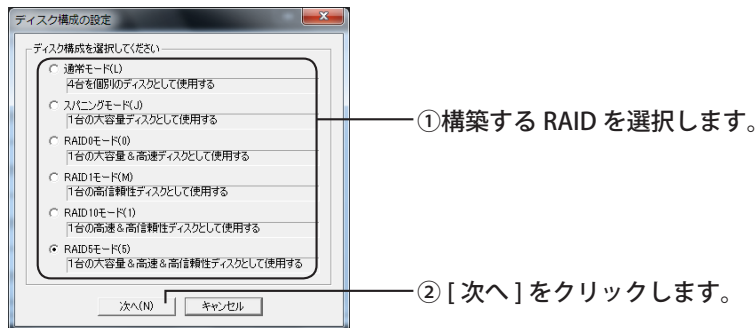 ディスク構成の設定
ディスク構成を選択してください
通常モード(L)
4台を個別のディスクとして使用する
スパニングモード(J)
1台の大容量ディスクとして使用する
RAID0モード(0)
1台の大容量&高速ディスクとして使用する
RAID1モード(M)
1台の高信頼性ディスクとして使用する
RAID10モード(1)
1台の高速&高信頼性ディスクとして使用する
RAID5モード(5)
1台の大容量&高速&高信頼性ディスクとして使用する
次へ(N) キャンセル
①構築する RAID を選択します。
② [ 次へ ] をクリックします。